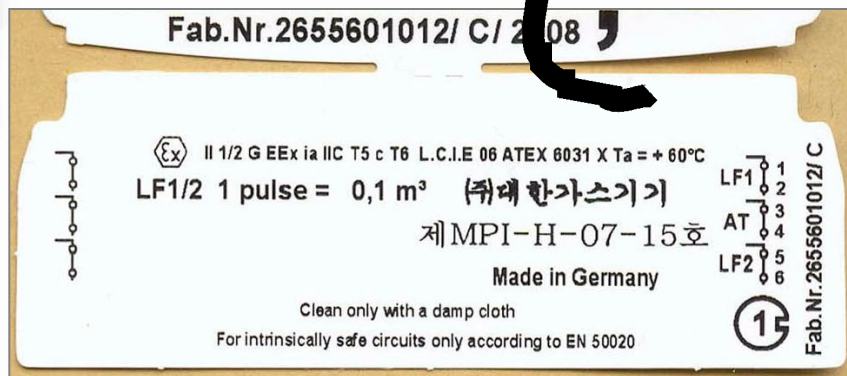 Fab.Nr.2655601012/ C/ 2 08
Ex II 1/2 G EEx ia IIC T5 c T6 L.C.I.E 06 ATEX 6031 X Ta = + 60°C
LF1/2 1 pulse = 0,1 m³ (주)대한가스기기
제MPI-H-07-15호
Made in Germany
Clean only with a damp cloth
For intrinsically safe circuits only according to EN 50020
LF1 1 2
AT 3 4
LF2 5 6
1
Fab.Nr.2655601012/ C